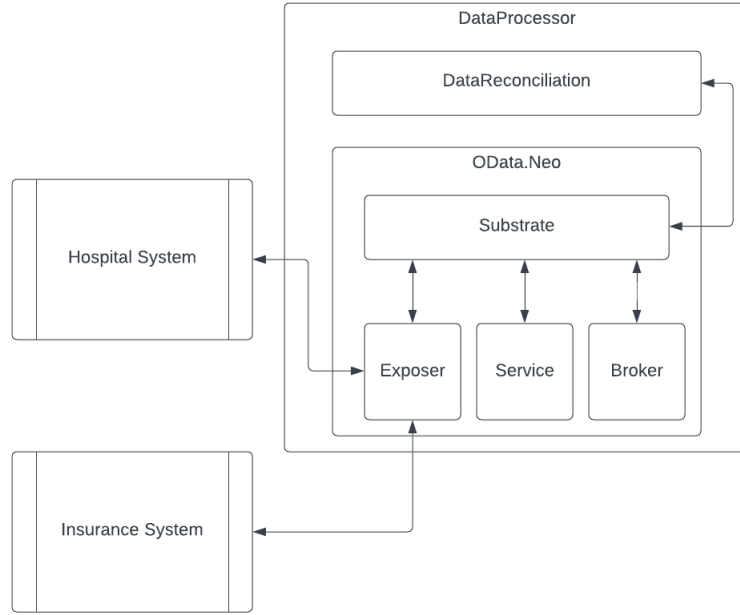 DataProcessor
DataReconciliation
OData.Neo
Substrate
Hospital System
Exposer
Service
Broker
Insurance System